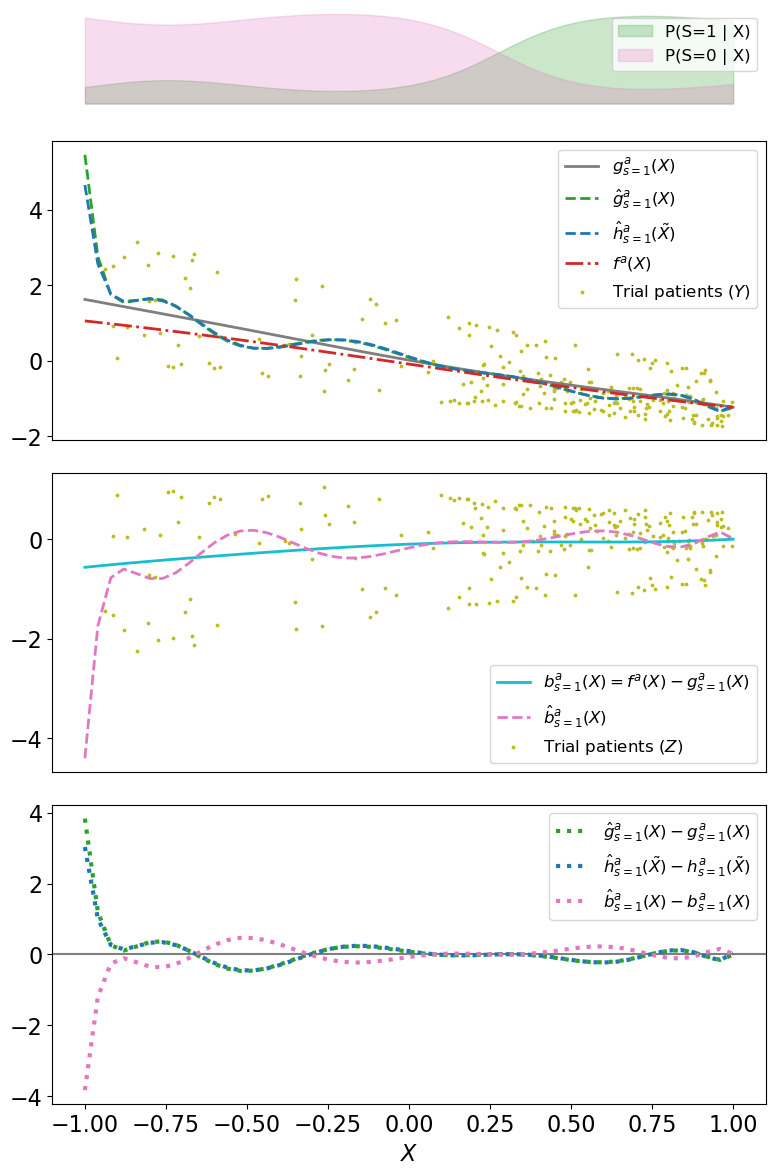 P(S=1 | X)
P(S=0 | X)
4
2
0
−2
g^a_{s=1}(X)
ĝ^a_{s=1}(X)
ĥ^a_{s=1}(X̃)
f^a(X)
Trial patients (Y)
0
−2
−4
b^a_{s=1}(X) = f^a(X) − g^a_{s=1}(X)
b̂^a_{s=1}(X)
Trial patients (Z)
4
2
0
−2
−4
ĝ^a_{s=1}(X) − g^a_{s=1}(X)
ĥ^a_{s=1}(X̃) − h^a_{s=1}(X̃)
b̂^a_{s=1}(X) − b^a_{s=1}(X)
−1.00 −0.75 −0.50 −0.25 0.00 0.25 0.50 0.75 1.00
X